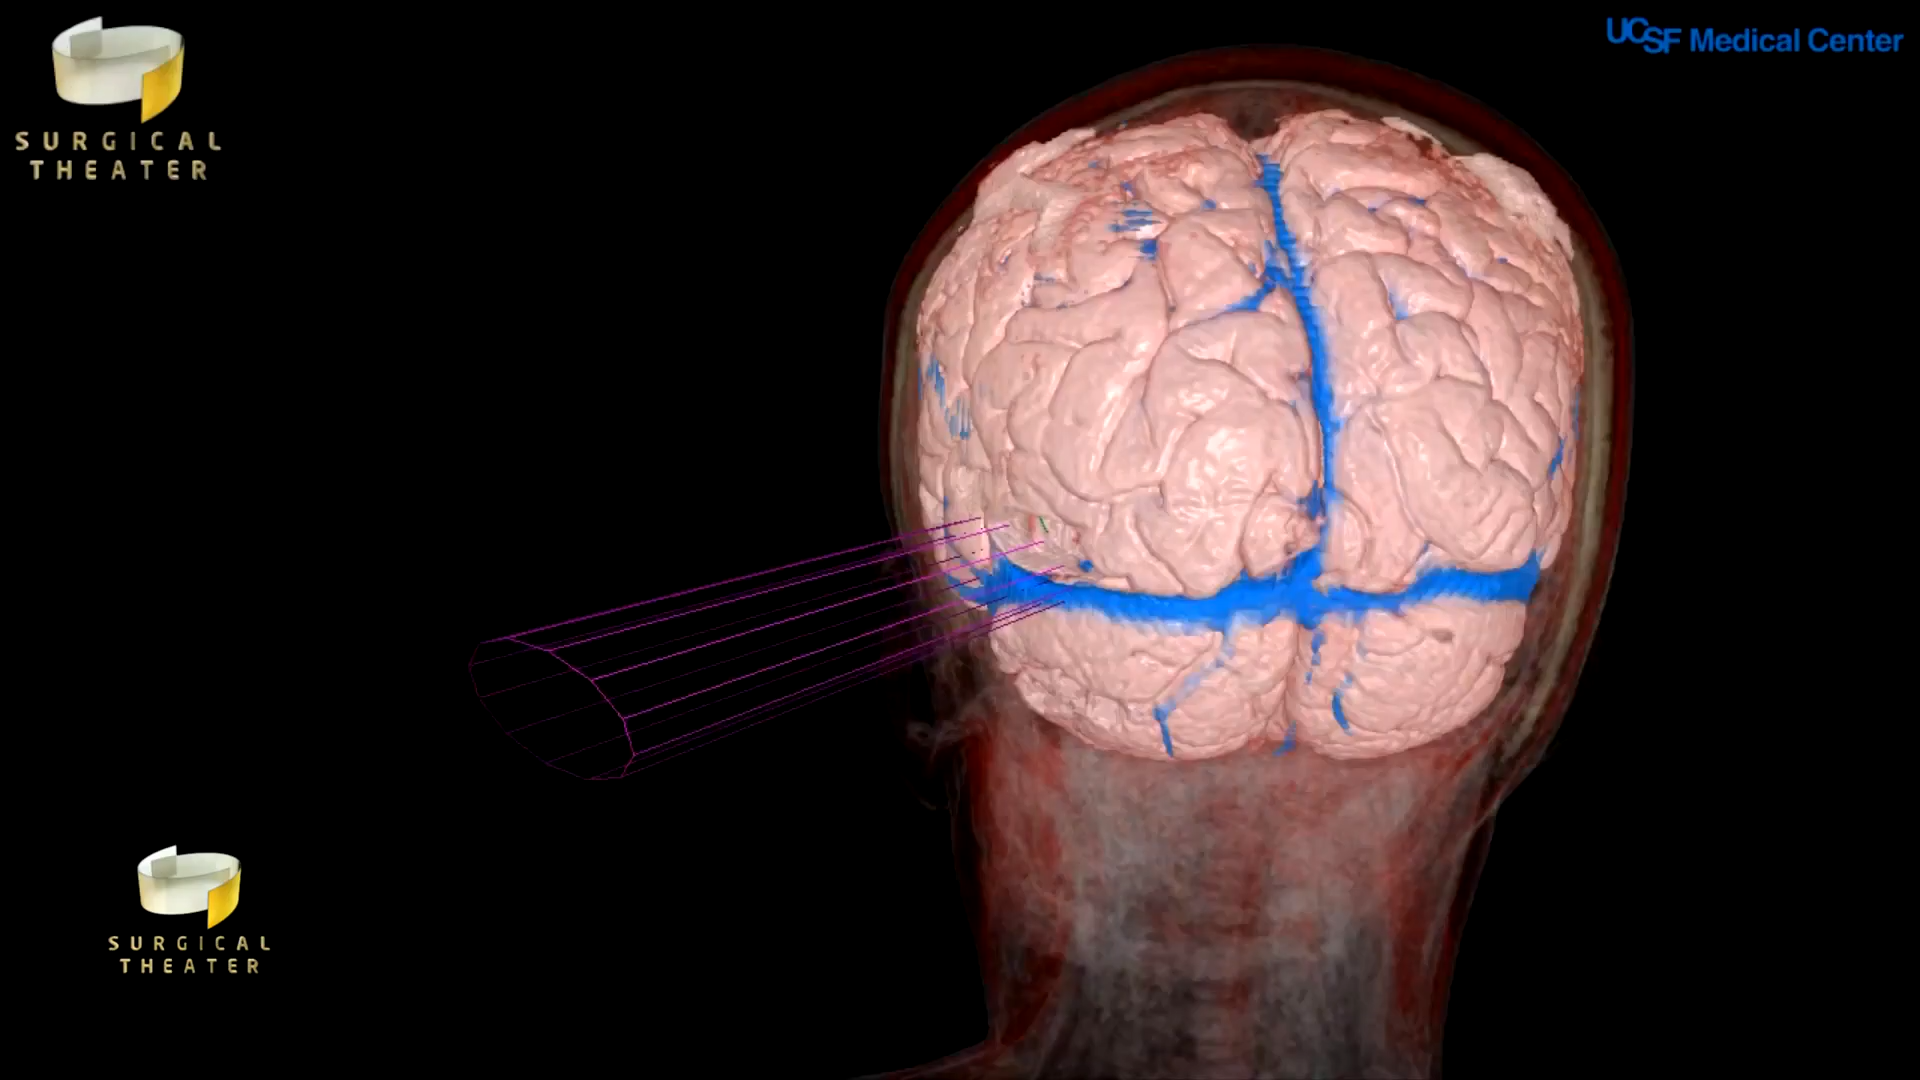 SURGICAL
THEATER
UCSF Medical Center
SURGICAL
THEATER